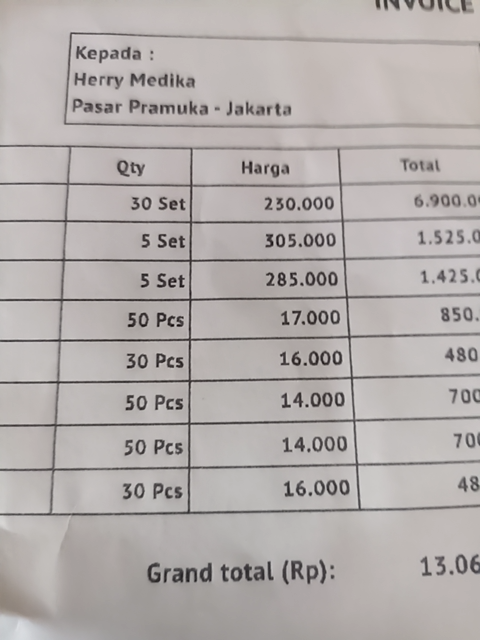 INVOICE
Kepada :
Herry Medika
Pasar Pramuka - Jakarta
Qty Harga Total
30 Set 230.000 6.900.0
5 Set 305.000 1.525.0
5 Set 285.000 1.425.0
50 Pcs 17.000 850.
30 Pcs 16.000 480
50 Pcs 14.000 700
50 Pcs 14.000 700
30 Pcs 16.000 48
Grand total (Rp): 13.06